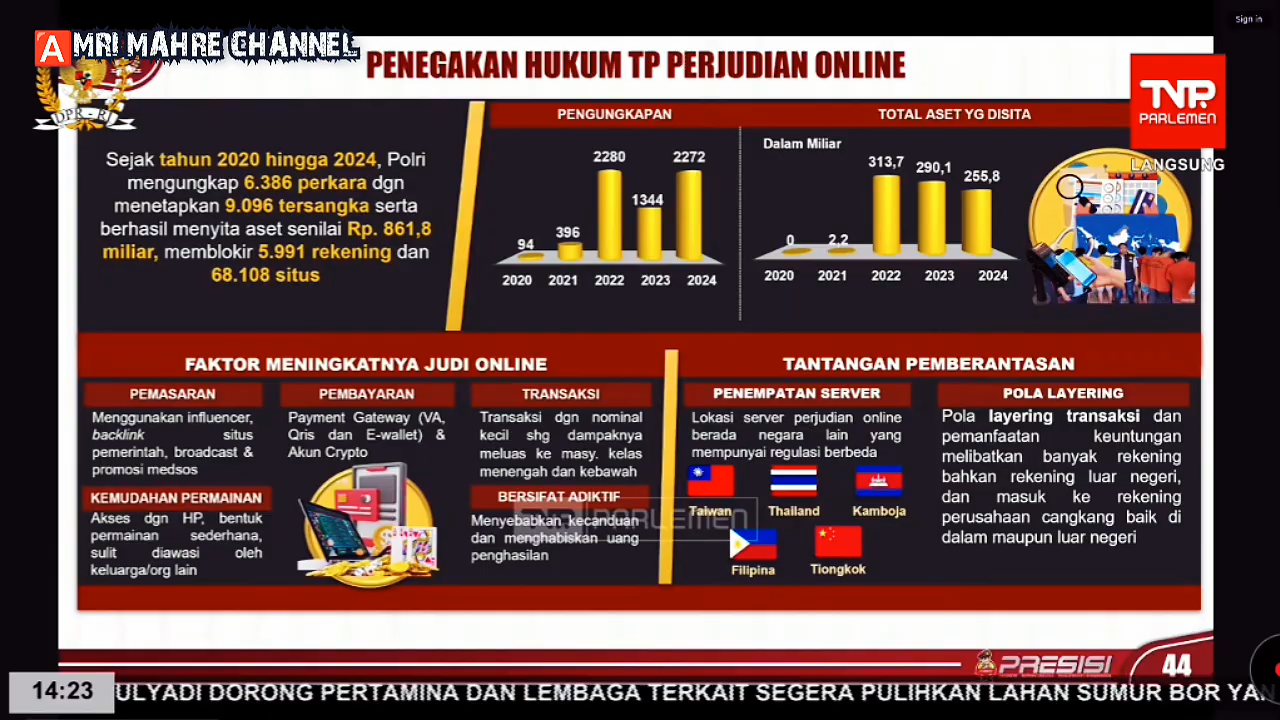 Sign in
AMRI MAHRE CHANNEL
DPR - RI
PENEGAKAN HUKUM TP PERJUDIAN ONLINE
TVP.
PARLEMEN
LANGSUNG
Sejak tahun 2020 hingga 2024, Polri
mengungkap 6.386 perkara dgn
menetapkan 9.096 tersangka serta
berhasil menyita aset senilai Rp. 861,8
miliar, memblokir 5.991 rekening dan
68.108 situs
PENGUNGKAPAN
94 396 2280 1344 2272
2020 2021 2022 2023 2024
TOTAL ASET YG DISITA
Dalam Miliar
0 2,2 313,7 290,1 255,8
2020 2021 2022 2023 2024
FAKTOR MENINGKATNYA JUDI ONLINE
PEMASARAN
Menggunakan influencer,
backlink situs
pemerintah, broadcast &
promosi medsos
PEMBAYARAN
Payment Gateway (VA,
Qris dan E-wallet) &
Akun Crypto
TRANSAKSI
Transaksi dgn nominal
kecil shg dampaknya
meluas ke masy. kelas
menengah dan kebawah
KEMUDAHAN PERMAINAN
Akses dgn HP, bentuk
permainan sederhana,
sulit diawasi oleh
keluarga/org lain
BERSIFAT ADIKTIF
Menyebabkan kecanduan
dan menghabiskan uang
penghasilan
TANTANGAN PEMBERANTASAN
PENEMPATAN SERVER
Lokasi server perjudian online
berada negara lain yang
mempunyai regulasi berbeda
Taiwan Thailand Kamboja
Filipina Tiongkok
POLA LAYERING
Pola layering transaksi dan
pemanfaatan keuntungan
melibatkan banyak rekening
bahkan rekening luar negeri,
dan masuk ke rekening
perusahaan cangkang baik di
dalam maupun luar negeri
PARLEMEN
PRESISI
44
14:23
ULYADI DORONG PERTAMINA DAN LEMBAGA TERKAIT SEGERA PULIHKAN LAHAN SUMUR BOR YAN